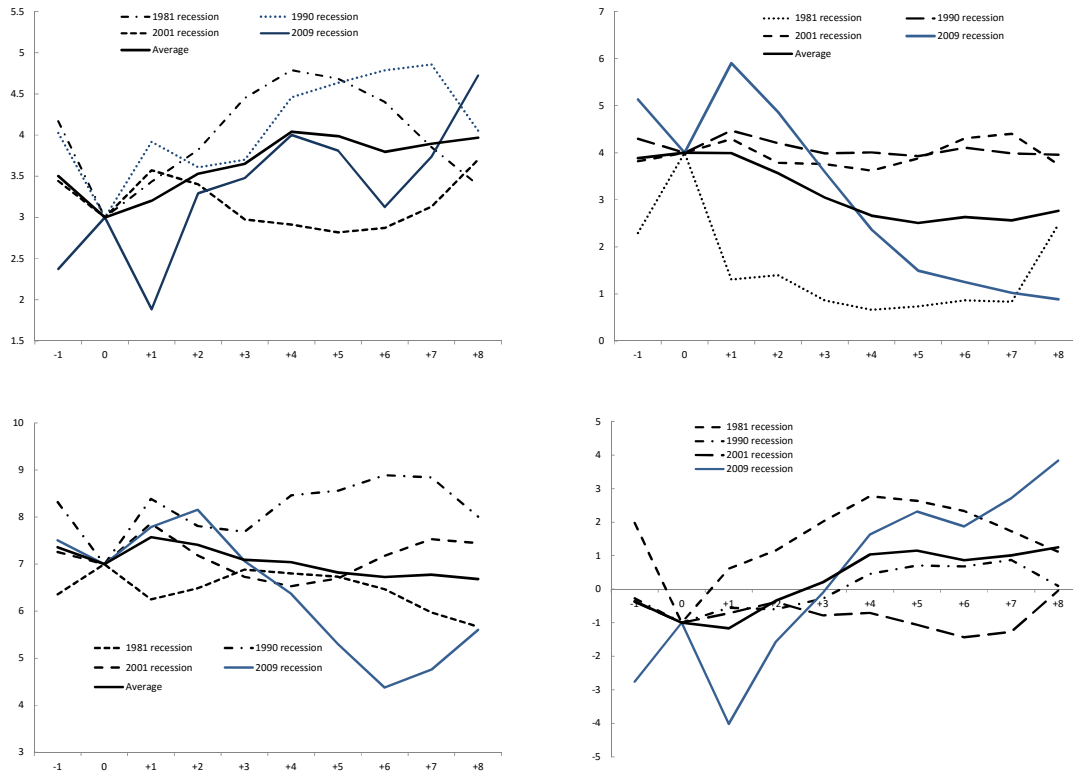 1981 recession 1990 recession
2001 recession 2009 recession
Average
5.5
5
4.5
4
3.5
3
2.5
2
1.5
-1 0 +1 +2 +3 +4 +5 +6 +7 +8
1981 recession 1990 recession
2001 recession 2009 recession
Average
7
6
5
4
3
2
1
0
-1 0 +1 +2 +3 +4 +5 +6 +7 +8
10
9
8
7
6
5
4
3
1981 recession 1990 recession
2001 recession 2009 recession
Average
-1 0 +1 +2 +3 +4 +5 +6 +7 +8
1981 recession
1990 recession
2001 recession
2009 recession
5
4
3
2
1
0
-1
-2
-3
-4
-5
-1 0 +1 +2 +3 +4 +5 +6 +7 +8